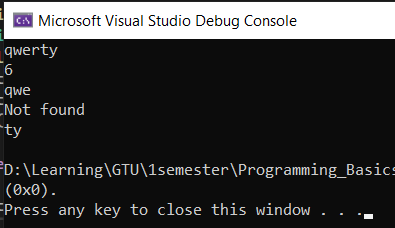 Microsoft Visual Studio Debug Console
qwerty
6
qwe
Not found
ty
D:\Learning\GTU\1semester\Programming_Basics
(0x0).
Press any key to close this window . . .